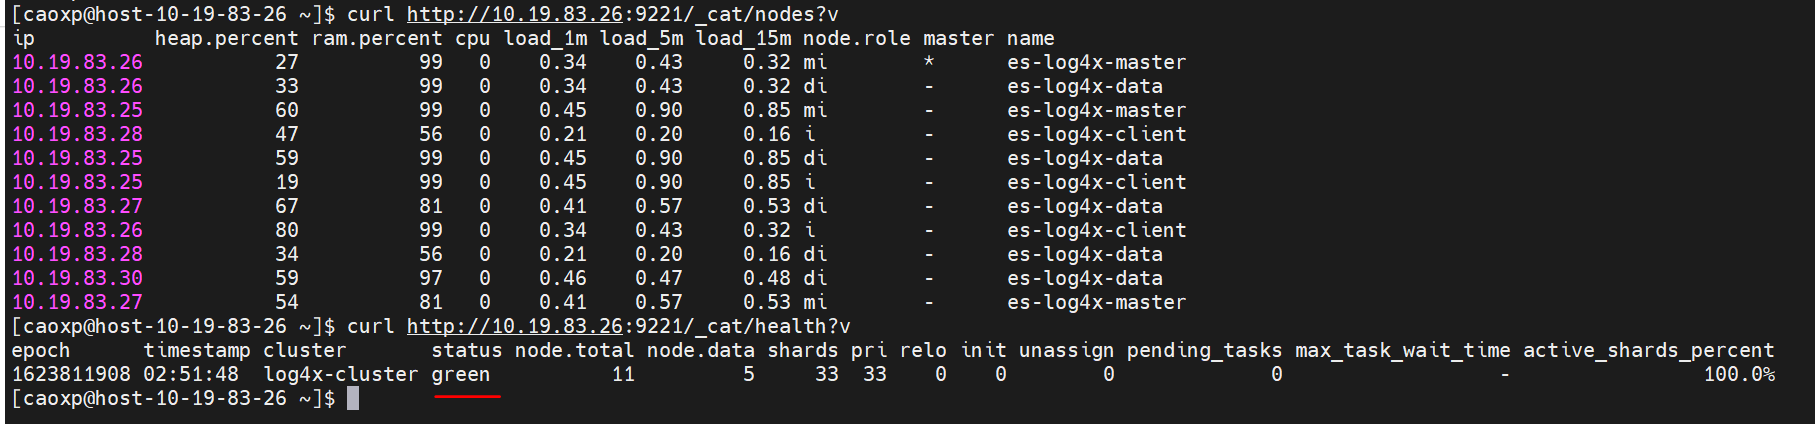 [caoxp@host-10-19-83-26 ~]$ curl http://10.19.83.26:9221/_cat/nodes?v
ip heap.percent ram.percent cpu load_1m load_5m load_15m node.role master name
10.19.83.26 27 99 0 0.34 0.43 0.32 mi * es-log4x-master
10.19.83.26 33 99 0 0.34 0.43 0.32 di - es-log4x-data
10.19.83.25 60 99 0 0.45 0.90 0.85 mi - es-log4x-master
10.19.83.28 47 56 0 0.21 0.20 0.16 i - es-log4x-client
10.19.83.25 59 99 0 0.45 0.90 0.85 di - es-log4x-data
10.19.83.25 19 99 0 0.45 0.90 0.85 i - es-log4x-client
10.19.83.27 67 81 0 0.41 0.57 0.53 di - es-log4x-data
10.19.83.26 80 99 0 0.34 0.43 0.32 i - es-log4x-client
10.19.83.28 34 56 0 0.21 0.20 0.16 di - es-log4x-data
10.19.83.30 59 97 0 0.46 0.47 0.48 di - es-log4x-data
10.19.83.27 54 81 0 0.41 0.57 0.53 mi - es-log4x-master
[caoxp@host-10-19-83-26 ~]$ curl http://10.19.83.26:9221/_cat/health?v
epoch timestamp cluster status node.total node.data shards pri relo init unassign pending_tasks max_task_wait_time active_shards_percent
1623811908 02:51:48 log4x-cluster green 11 5 33 33 0 0 0 0 - 100.0%
[caoxp@host-10-19-83-26 ~]$